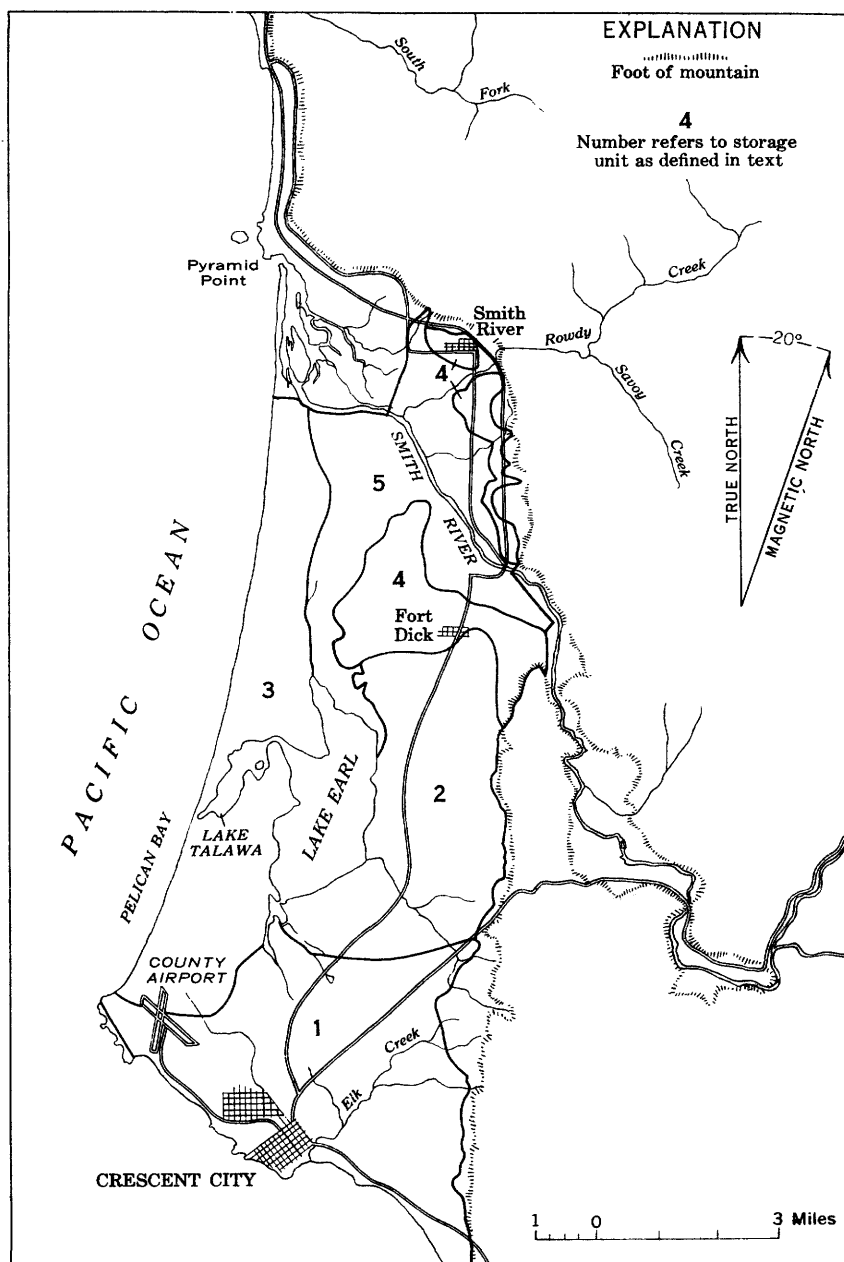 EXPLANATION
Foot of mountain
4
Number refers to storage
unit as defined in text
South
Fork
Pyramid
Point
Smith
River
Creek
Rowdy
Savoy
Creek
4
20°
TRUE NORTH
MAGNETIC NORTH
SMITH
RIVER
5
4
Fort
Dick
PACIFIC OCEAN
3
2
LAKE EARL
LAKE
TALAWA
PELICAN BAY
COUNTY
AIRPORT
1
Elk
Creek
CRESCENT CITY
1 0 3 Miles